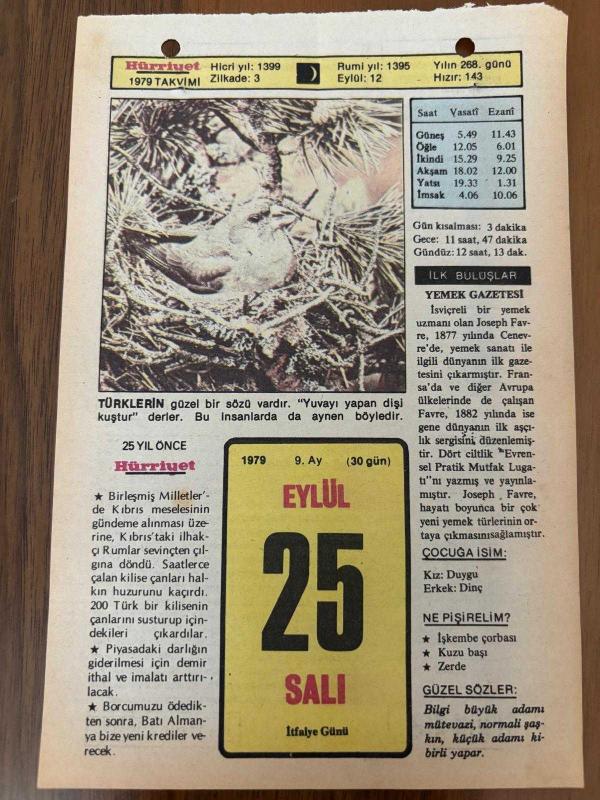 Hürriyet
1979 TAKVİMİ
Hicri yıl: 1399
Zilkade: 3
Rumi yıl: 1395
Eylül: 12
Yılın 268. günü
Hızır: 143
Saat Vasatî Ezanî
Güneş 5.49 11.43
Öğle 12.05 6.01
İkindi 15.29 9.25
Akşam 18.02 12.00
Yatsı 19.33 1.31
İmsak 4.06 10.06
Gün kısalması: 3 dakika
Gece: 11 saat, 47 dakika
Gündüz: 12 saat, 13 dak.
İLK BULUŞLAR
YEMEK GAZETESİ
İsviçreli bir yemek
uzmanı olan Joseph Fav-
re, 1877 yılında Cenev-
re'de, yemek sanatı ile
ilgili dünyanın ilk gaze-
tesini çıkarmıştır. Fran-
sa'da ve diğer Avrupa
ülkelerinde de çalışan
Favre, 1882 yılında ise
gene dünyanın ilk aşçı-
lık sergisini, düzenlemiş-
tir. Dört ciltlik "Evren-
sel Pratik Mutfak Luga-
tı"nı yazmış ve yayınla-
mıştır. Joseph Favre,
hayatı boyunca bir çok
yeni yemek türlerinin or-
taya çıkmasınısağlamıştır.
ÇOCUĞA İSİM:
Kız: Duygu
Erkek: Dinç
NE PİŞİRELİM?
★ İşkembe çorbası
★ Kuzu başı
★ Zerde
GÜZEL SÖZLER:
Bilgi büyük adamı
mütevazi, normali şaş-
kın, küçük adamı ki-
birli yapar.
TÜRKLERİN güzel bir sözü vardır. "Yuvayı yapan dişi
kuştur" derler. Bu insanlarda da aynen böyledir.
25 YIL ÖNCE
Hürriyet
★ Birleşmiş Milletler'-
de Kıbrıs meselesinin
gündeme alınması üze-
rine, Kıbrıs'taki ilhak-
çı Rumlar sevinçten çıl-
gına döndü. Saatlerce
çalan kilise çanları hal-
kın huzurunu kaçırdı.
200 Türk bir kilisenin
çanlarını susturup için-
dekileri çıkardılar.
★ Piyasadaki darlığın
giderilmesi için demir
ithal ve imalatı arttırı-
lacak.
★ Borcumuzu ödedik-
ten sonra, Batı Alman-
ya bize yeni krediler ve-
recek.
1979 9. Ay (30 gün)
EYLÜL
25
SALI
İtfaiye Günü